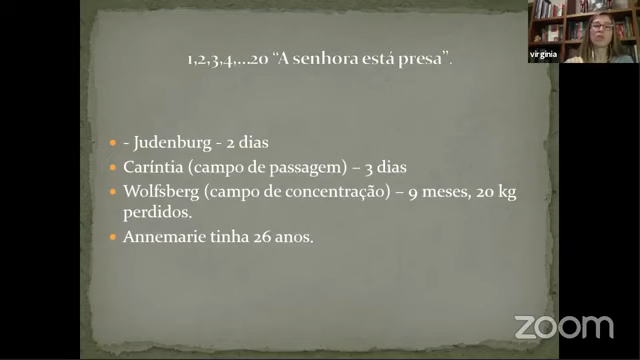 1,2,3,4,...20 “A senhora está presa”.
virginia
- Judenburg - 2 dias
Caríntia (campo de passagem) – 3 dias
Wolfsberg (campo de concentração) – 9 meses, 20 kg
perdidos.
Annemarie tinha 26 anos.
zoom